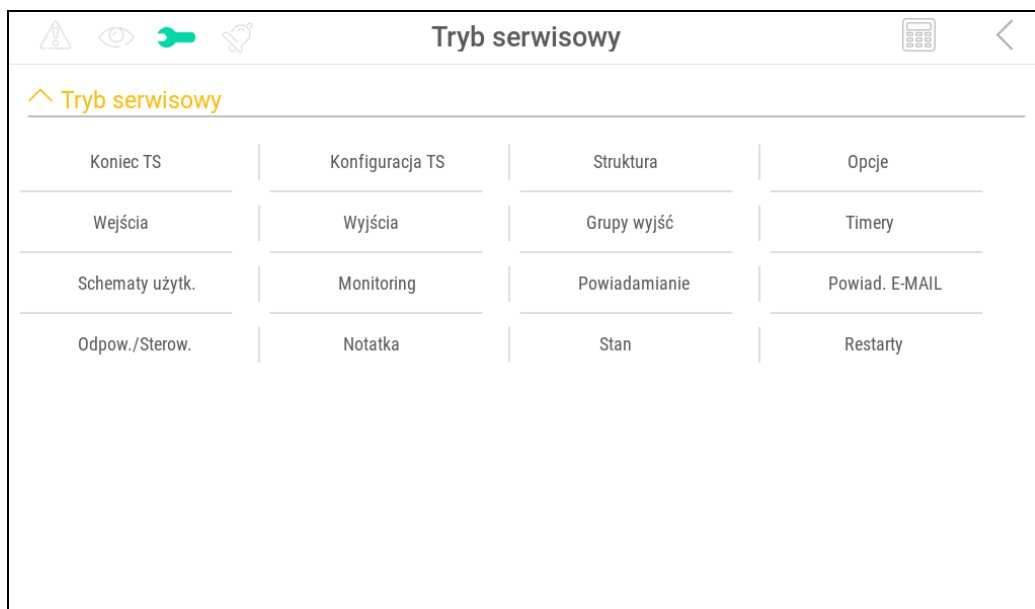 Tryb serwisowy
Tryb serwisowy
Koniec TS Konfiguracja TS Struktura Opcje
Wejścia Wyjścia Grupy wyjść Timery
Schematy użytk. Monitoring Powiadamianie Powiad. E-MAIL
Odpow./Sterow. Notatka Stan Restarty